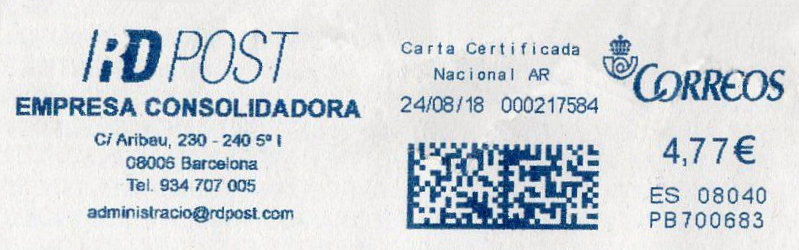 RD POST
EMPRESA CONSOLIDADORA
C/ Aribau, 230 - 240 5º I
08006 Barcelona
Tel. 934 707 005
administracio@rdpost.com
Carta Certificada
Nacional AR
24/08/18 000217584
CORREOS
4,77€
ES 08040
PB700683